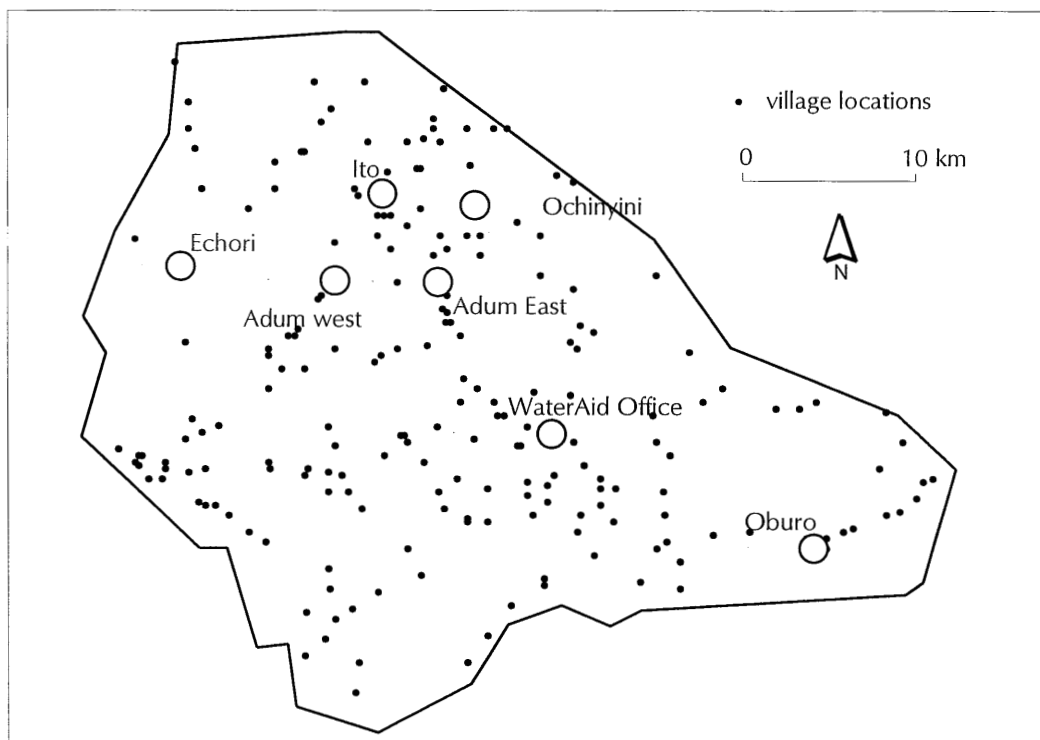 village locations
0 10 km
N
Ito
Ochinyini
Echori
Adum west
Adum East
WaterAid Office
Oburo